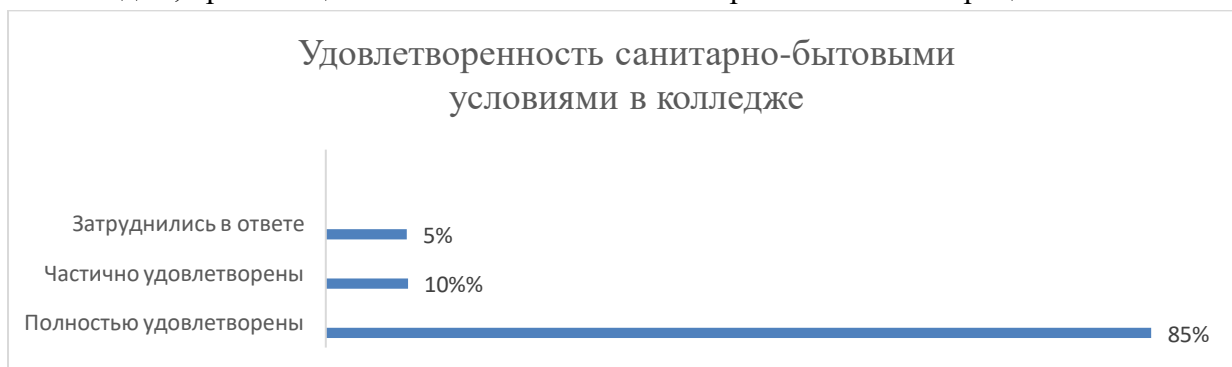 Удовлетворенность санитарно-бытовыми
условиями в колледже
Затруднились в ответе 5%
Частично удовлетворены 10%%
Полностью удовлетворены 85%